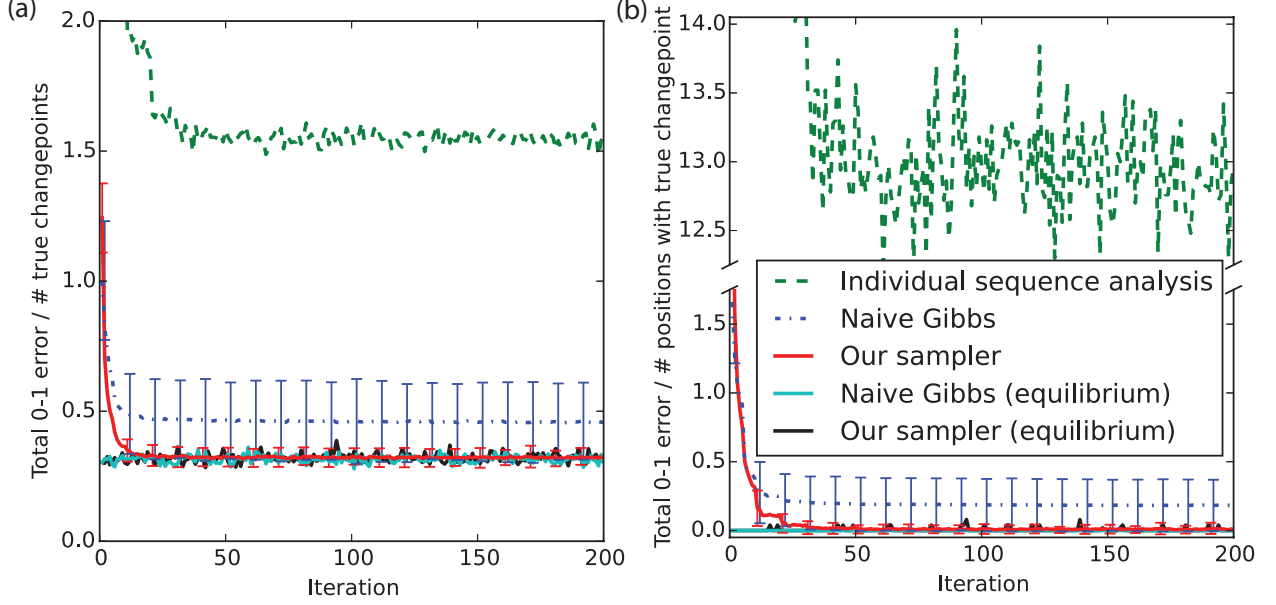 (a)
Total 0-1 error / # true changepoints
2.0
1.5
1.0
0.5
0.0
0
50
100
150
200
Iteration
(b)
Total 0-1 error / # positions with true changepoint
14.0
13.5
13.0
12.5
1.5
1.0
0.5
0.0
0
50
100
150
200
Iteration
Individual sequence analysis
Naive Gibbs
Our sampler
Naive Gibbs (equilibrium)
Our sampler (equilibrium)